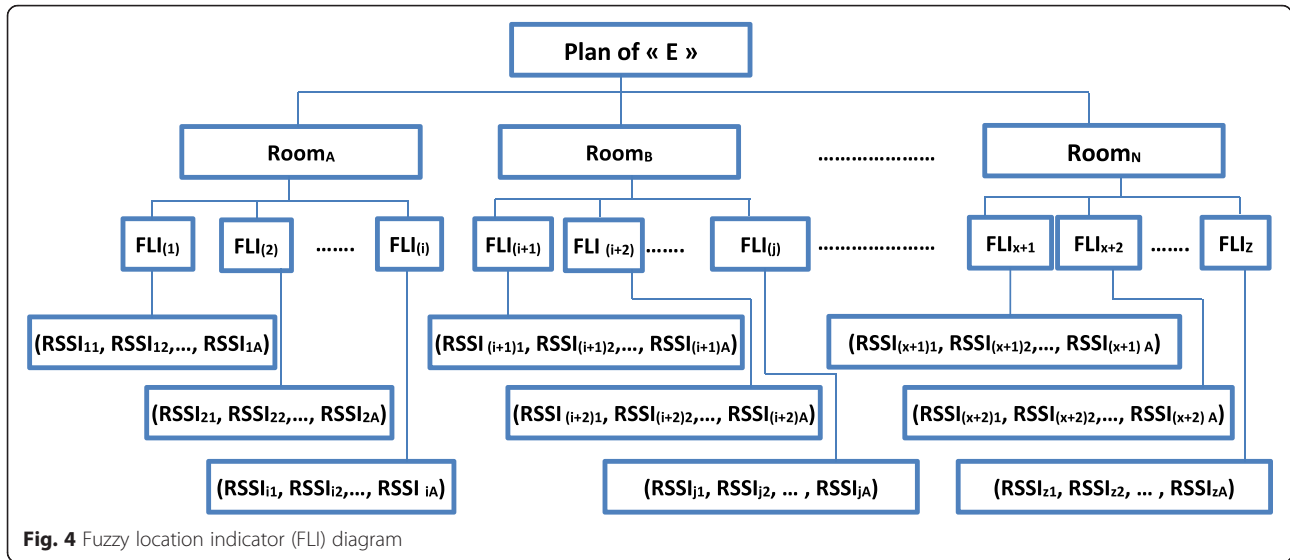 Plan of « E »
RoomA RoomB ………………… RoomN
FLI(1) FLI(2) ……. FLI(i) FLI(i+1) FLI (i+2) ……. FLI(j) ………………… FLIx+1 FLIx+2 ……. FLIZ
(RSSI11, RSSI12,…, RSSI1A) (RSSI (i+1)1, RSSI(i+1)2,…, RSSI(i+1)A) (RSSI(x+1)1, RSSI(x+1)2,…, RSSI(x+1) A)
(RSSI21, RSSI22,…, RSSI2A) (RSSI (i+2)1, RSSI(i+2)2,…, RSSI(i+2)A) (RSSI(x+2)1, RSSI(x+2)2,…, RSSI(x+2) A)
(RSSIi1, RSSIi2,…, RSSI iA) (RSSIj1, RSSIj2, … , RSSIjA) (RSSIz1, RSSIz2, … , RSSIzA)
Fig. 4 Fuzzy location indicator (FLI) diagram